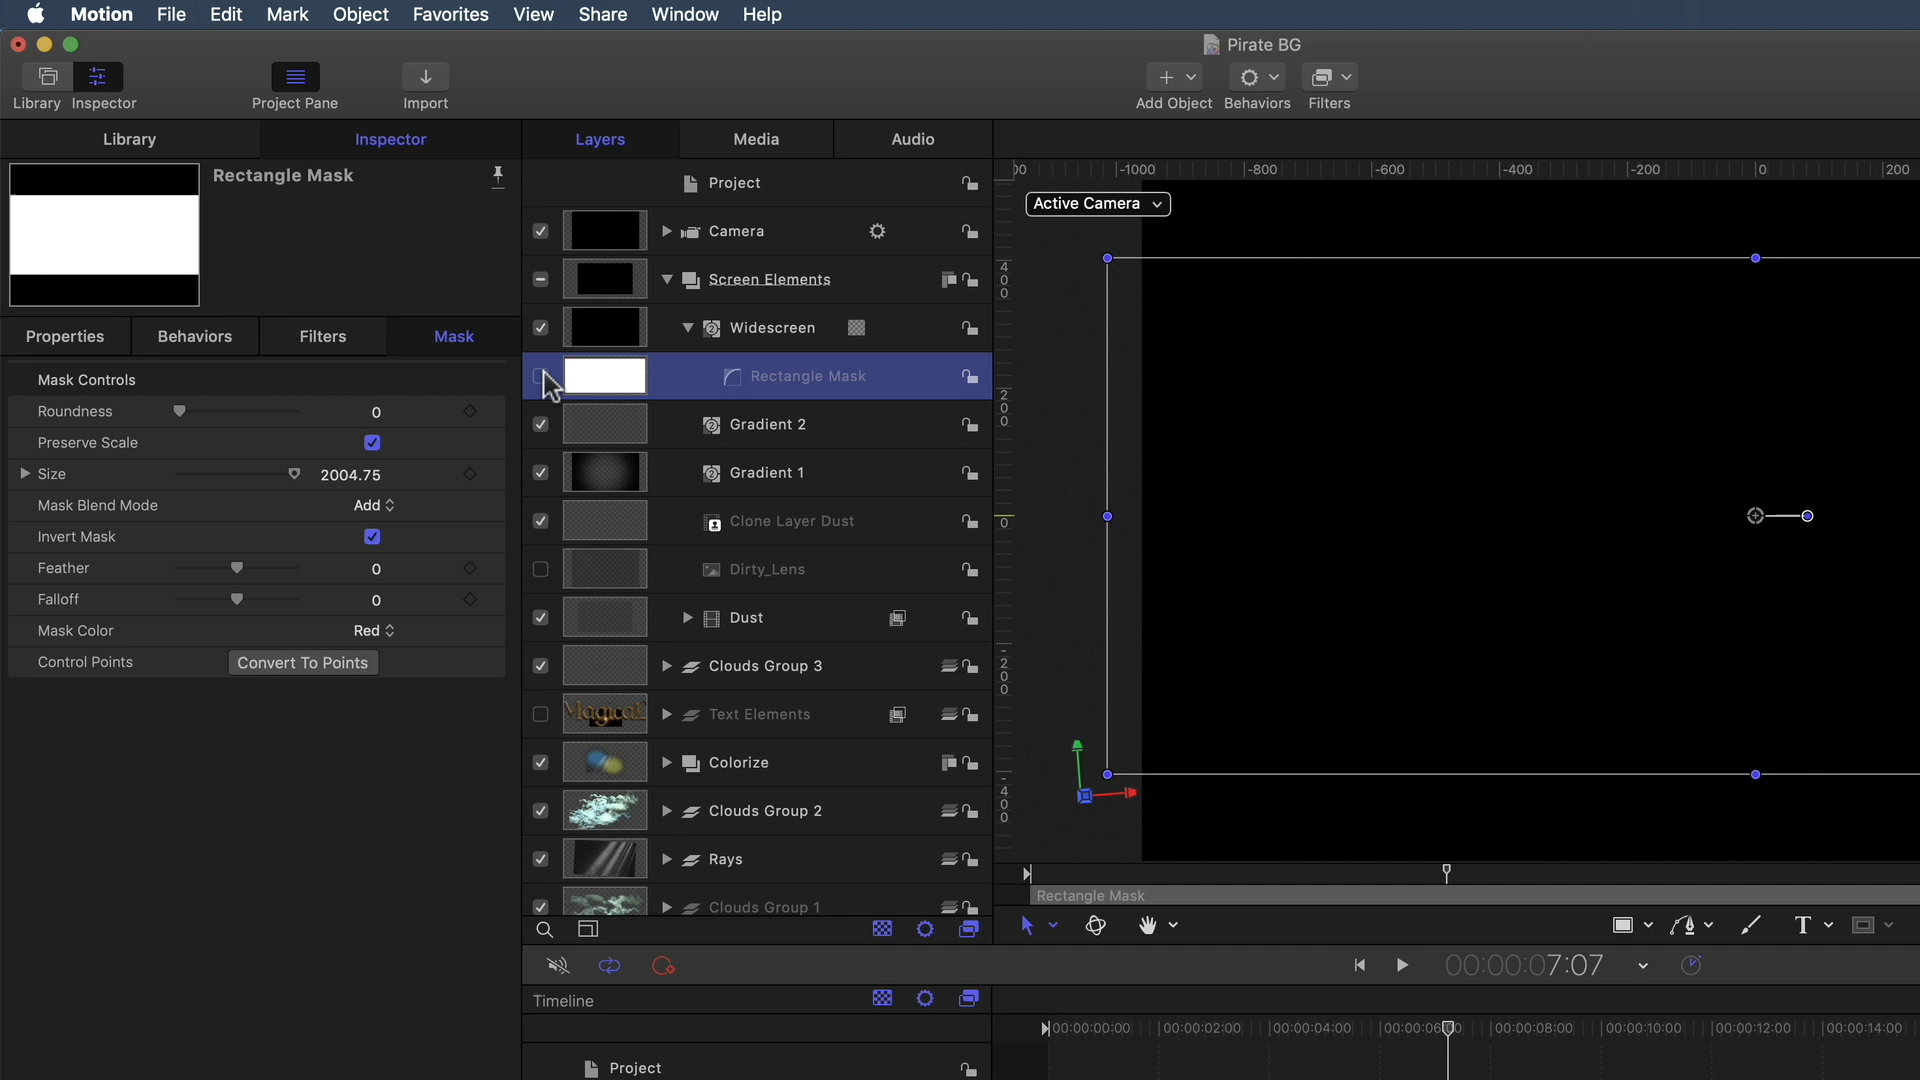 Motion File Edit Mark Object Favorites View Share Window Help
Pirate BG
Library Inspector Project Pane Import Add Object Behaviors Filters
Library Inspector Layers Media Audio
Rectangle Mask
Properties Behaviors Filters Mask
Mask Controls
Roundness 0
Preserve Scale
Size 2004.75
Mask Blend Mode Add
Invert Mask
Feather 0
Falloff 0
Mask Color Red
Control Points Convert To Points
Project
Camera
Screen Elements
Widescreen
Rectangle Mask
Gradient 2
Gradient 1
Clone Layer Dust
Dirty_Lens
Dust
Clouds Group 3
Magical
Text Elements
Colorize
Clouds Group 2
Rays
Clouds Group 1
-1000 -800 -600 -400 -200 0 200
Active Camera
400
200
0
-200
-400
Rectangle Mask
T
00:00:07:07
Timeline
00:00:00:00 00:00:02:00 00:00:04:00 00:00:06:00 00:00:08:00 00:00:10:00 00:00:12:00 00:00:14:00
Project